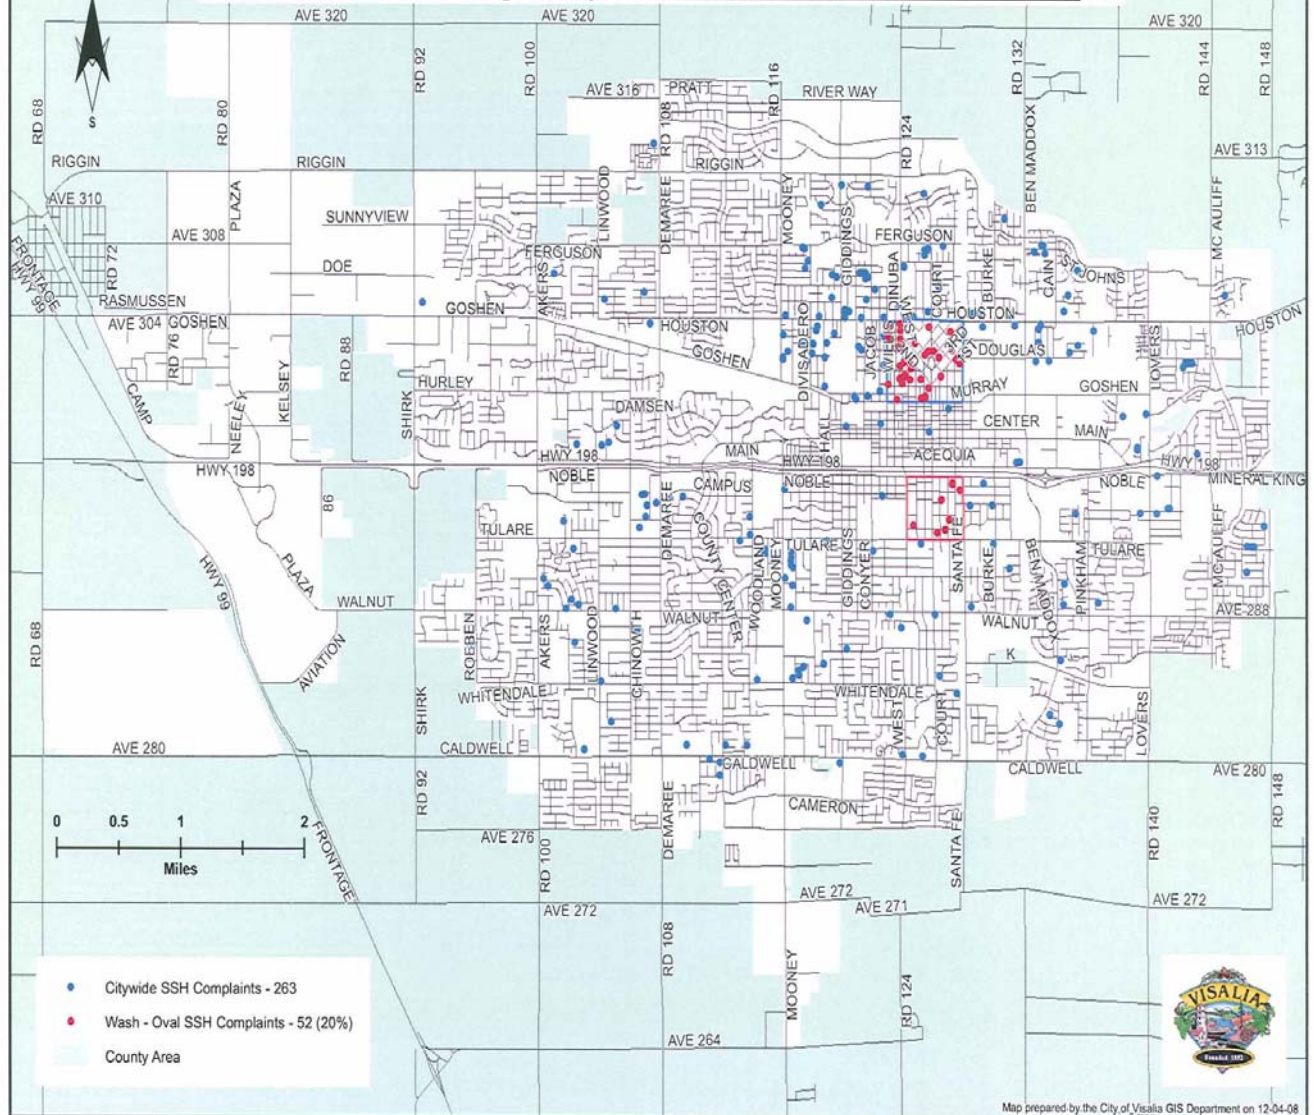 AVE 320
AVE 320
AVE 320
RD 68
RD 80
RD 92
RD 100
AVE 316
PRATT
RD 108
RD 116
RIVER WAY
RD 124
RD 132
BEN MADDOX
RD 144
RD 148
S
AVE 313
RIGGIN
RIGGIN
RIGGIN
AVE 310
PLAZA
SUNNYVIEW
LINWOOD
DEMAREE
MOONEY
GIDDINGS
FERGUSON
MC AULIFF
AVE 308
FERGUSON
DINUBA
COURT
BURKE
CAIN
ST JOHNS
FRONTAGE
HWY 99
RD 72
DOE
AKERS
RASMUSSEN
GOSHEN
HOUSTON
HOUSTON
AVE 304
GOSHEN
HOUSTON
GOSHEN
DIVISADERO
JACOB
WILLIS
2ND
3RD
1ST
DOUGLAS
LOVERS
RD 76
RD 88
KELSEY
HURLEY
MURRAY
GOSHEN
CAMP
NEELEY
SHIRK
DAMSEN
HALL
CENTER
MAIN
MAIN
HWY 198
HWY 198
ACEQUIA
HWY 198
HWY 198
NOBLE
CAMPUS
NOBLE
NOBLE
MINERAL KING
86
TULARE
DEMAREE
COUNTY CENTER
WOODLAND
MOONEY
TULARE
GIDDINGS
CONYER
SANTA FE
BURKE
BEN MADDOX
PINKHAM
TULARE
MCAULIFF
HWY 99
PLAZA
WALNUT
WALNUT
WALNUT
AVE 288
RD 68
AVIATION
ROEBEN
AKERS
LINWOOD
CHINOWTH
K
SHIRK
WHITENDALE
WHITENDALE
WEST
COURT
LOVERS
AVE 280
CALDWELL
CALDWELL
CALDWELL
AVE 280
RD 92
DEMAREE
CAMERON
RD 148
0 0.5 1 2
Miles
FRONTAGE
AVE 276
RD 100
SANTA FE
RD 140
AVE 272
AVE 272
AVE 271
AVE 272
RD 108
MOONEY
RD 124
Citywide SSH Complaints - 263
Wash - Oval SSH Complaints - 52 (20%)
County Area
AVE 264
VISALIA
Founded 1852
Map prepared by the City of Visalia GIS Department on 12-04-08